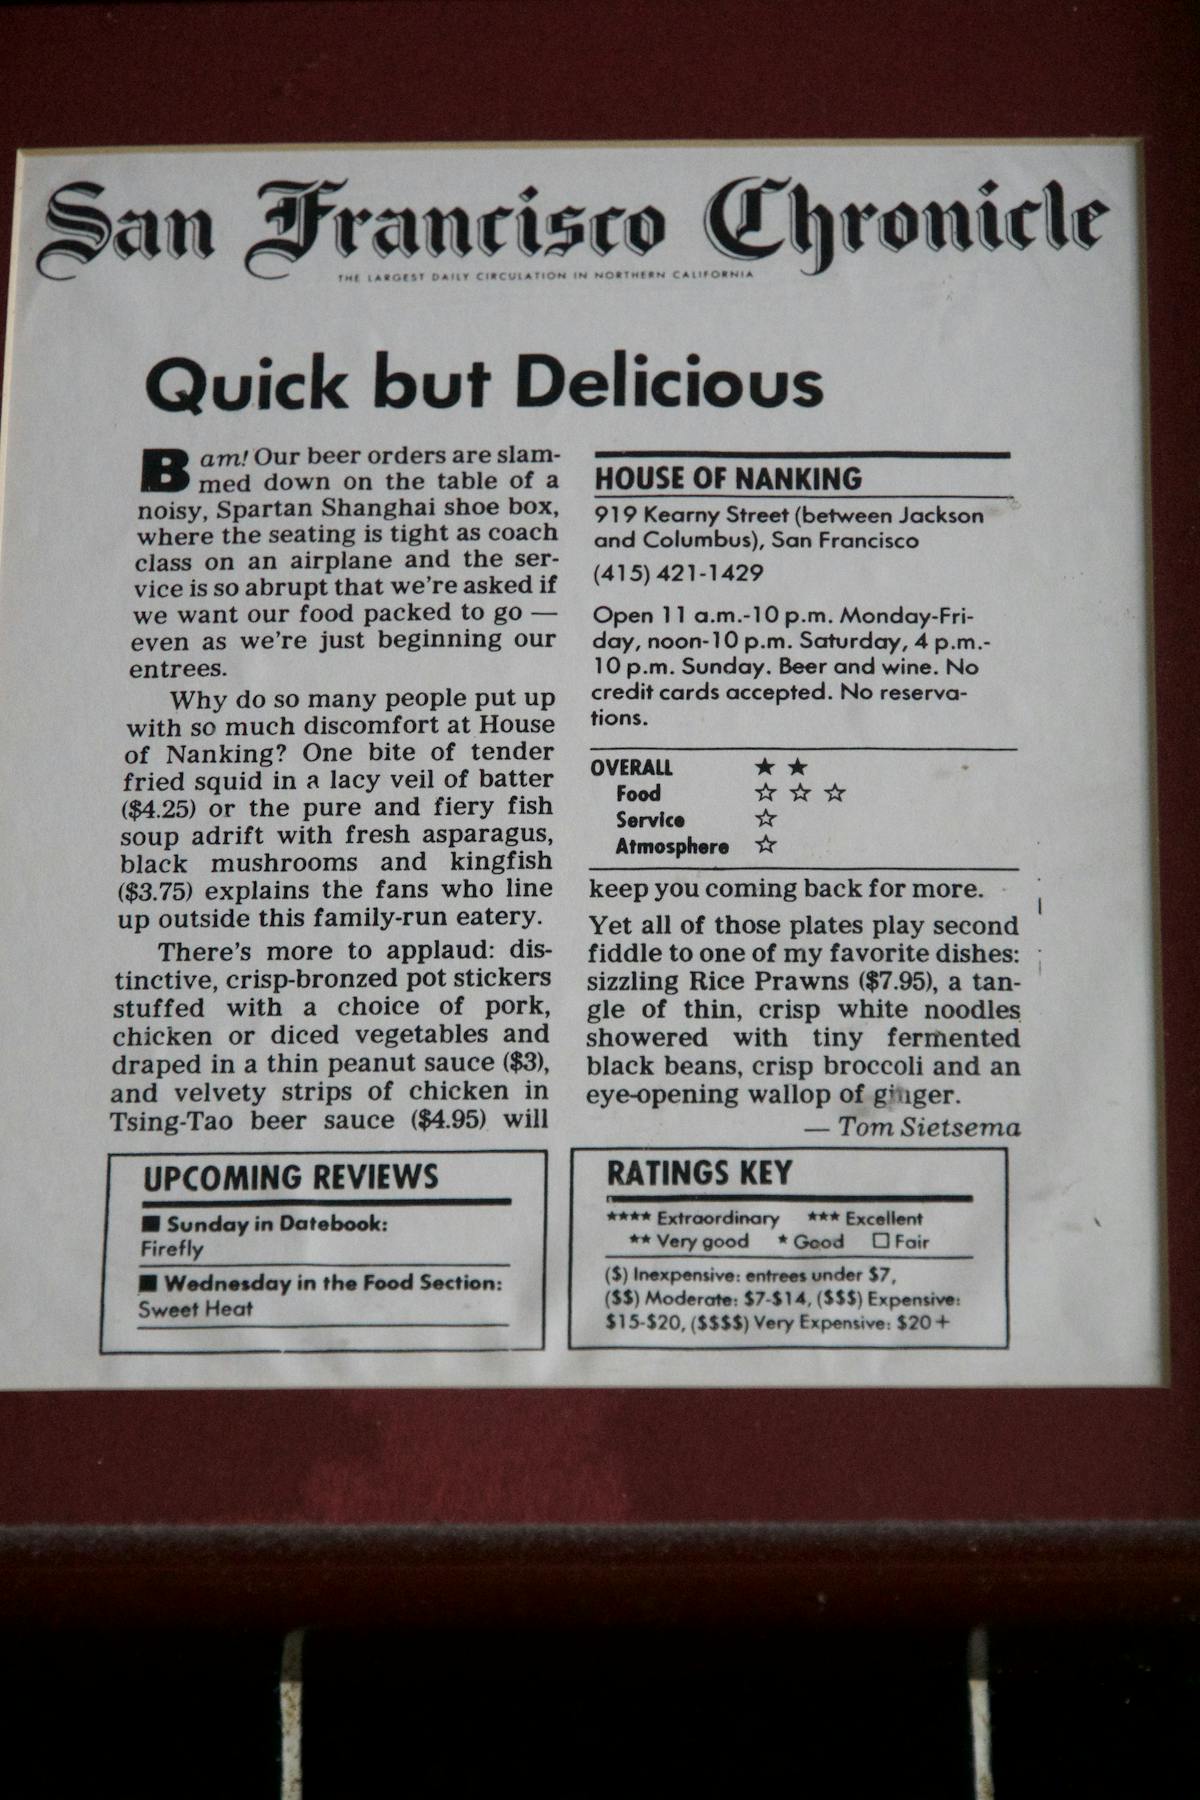 San Francisco Chronicle
THE LARGEST DAILY CIRCULATION IN NORTHERN CALIFORNIA
Quick but Delicious
Bam! Our beer orders are slam-
med down on the table of a
noisy, Spartan Shanghai shoe box,
where the seating is tight as coach
class on an airplane and the ser-
vice is so abrupt that we're asked if
we want our food packed to go —
even as we're just beginning our
entrees.
Why do so many people put up
with so much discomfort at House
of Nanking? One bite of tender
fried squid in a lacy veil of batter
($4.25) or the pure and fiery fish
soup adrift with fresh asparagus,
black mushrooms and kingfish
($3.75) explains the fans who line
up outside this family-run eatery.
There's more to applaud: dis-
tinctive, crisp-bronzed pot stickers
stuffed with a choice of pork,
chicken or diced vegetables and
draped in a thin peanut sauce ($3),
and velvety strips of chicken in
Tsing-Tao beer sauce ($4.95) will
HOUSE OF NANKING
919 Kearny Street (between Jackson
and Columbus), San Francisco
(415) 421-1429
Open 11 a.m.-10 p.m. Monday-Fri-
day, noon-10 p.m. Saturday, 4 p.m.-
10 p.m. Sunday. Beer and wine. No
credit cards accepted. No reserva-
tions.
OVERALL ★ ★
Food ☆ ☆ ☆
Service ☆
Atmosphere ☆
keep you coming back for more.
Yet all of those plates play second
fiddle to one of my favorite dishes:
sizzling Rice Prawns ($7.95), a tan-
gle of thin, crisp white noodles
showered with tiny fermented
black beans, crisp broccoli and an
eye-opening wallop of ginger.
— Tom Sietsema
UPCOMING REVIEWS
■ Sunday in Datebook:
Firefly
■ Wednesday in the Food Section:
Sweet Heat
RATINGS KEY
★★★★ Extraordinary ★★★ Excellent
★★ Very good ★ Good □ Fair
($) Inexpensive: entrees under $7,
($$) Moderate: $7-$14, ($$$) Expensive:
$15-$20, ($$$$) Very Expensive: $20+